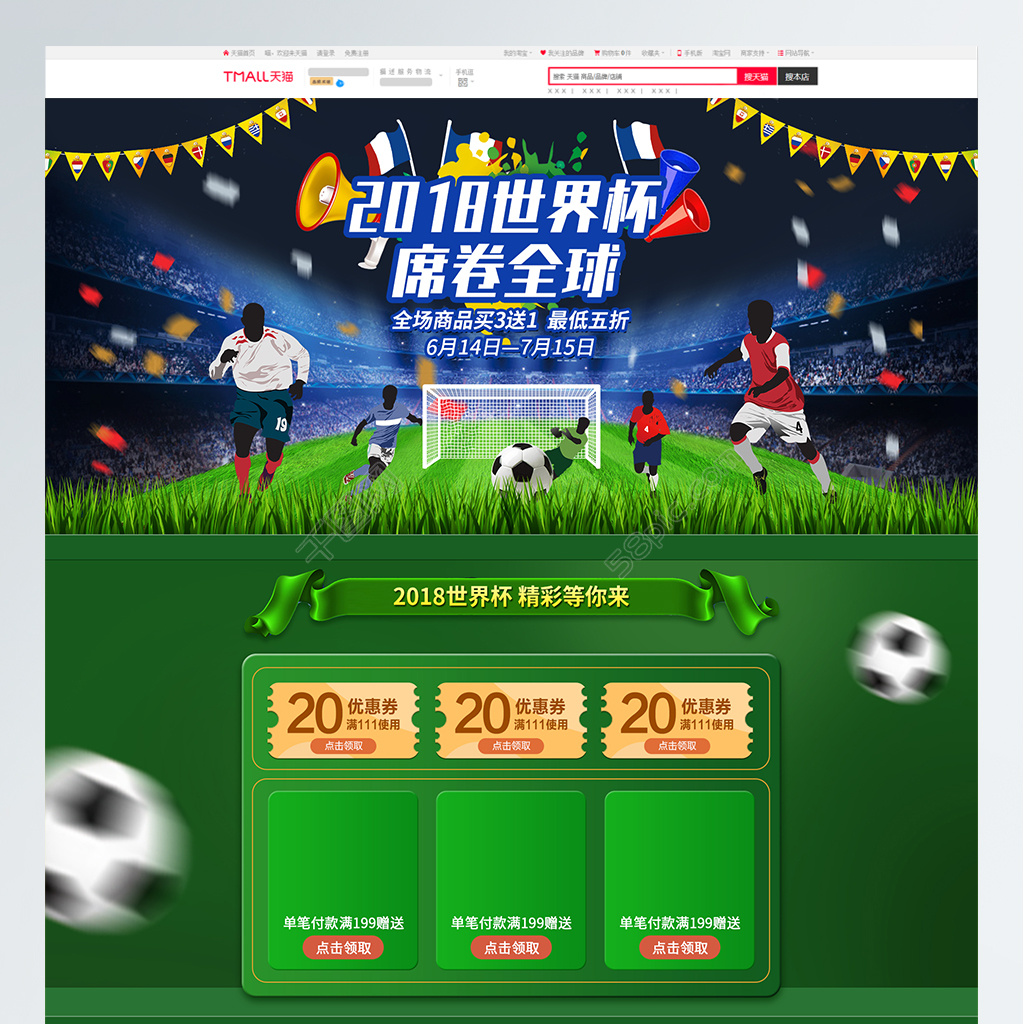 天猫首页 喵，欢迎来天猫 请登录 免费注册 我的淘宝 我关注的品牌 购物车0件 收藏夹 手机版 淘宝网 商家支持 网站导航
TMALL天猫
描述服务物流
手机逛
搜索 天猫 商品/品牌/店铺
搜天猫 搜本店
XXX | XXX | XXX | XXX |
2018世界杯
席卷全球
全场商品买3送1 最低五折
6月14日—7月15日
19
4
4
2018世界杯 精彩等你来
20 优惠券 满111使用 点击领取
20 优惠券 满111使用 点击领取
20 优惠券 满111使用 点击领取
单笔付款满199赠送 单笔付款满199赠送 单笔付款满199赠送
点击领取 点击领取 点击领取